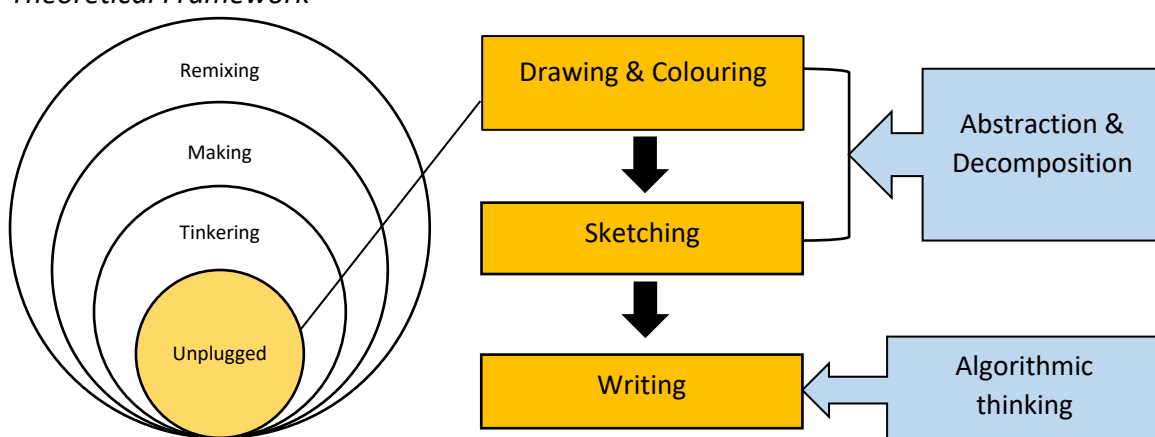 Theoretical Framework
Remixing
Making
Tinkering
Unplugged
Drawing & Colouring
Sketching
Writing
Abstraction &
Decomposition
Algorithmic
thinking